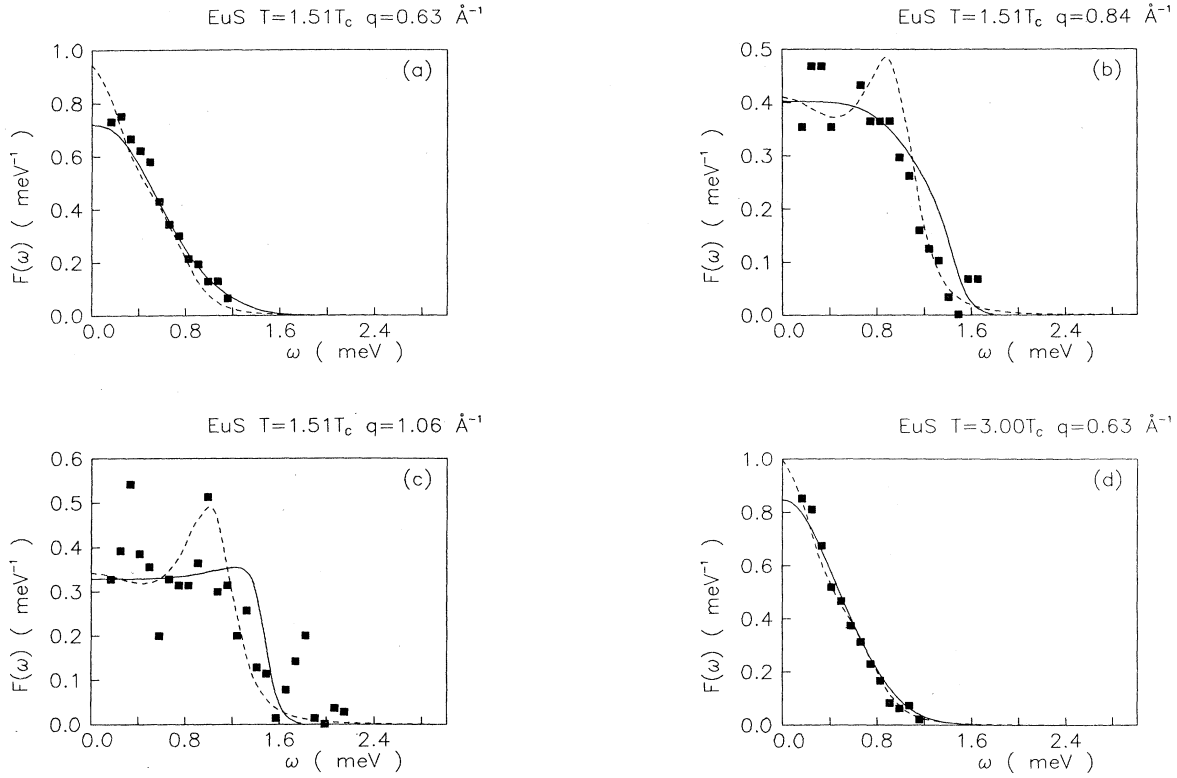 EuS T=1.51Tc q=0.63 Å⁻¹
(a)
F(ω) ( meV⁻¹ )
1.0
0.8
0.6
0.4
0.2
0.0
0.0 0.8 1.6 2.4
ω ( meV )
EuS T=1.51Tc q=0.84 Å⁻¹
(b)
F(ω) ( meV⁻¹ )
0.5
0.4
0.3
0.2
0.1
0.0
0.0 0.8 1.6 2.4
ω ( meV )
EuS T=1.51Tc q=1.06 Å⁻¹
(c)
F(ω) ( meV⁻¹ )
0.6
0.5
0.4
0.3
0.2
0.1
0.0
0.0 0.8 1.6 2.4
ω ( meV )
EuS T=3.00Tc q=0.63 Å⁻¹
(d)
F(ω) ( meV⁻¹ )
1.0
0.8
0.6
0.4
0.2
0.0
0.0 0.8 1.6 2.4
ω ( meV )